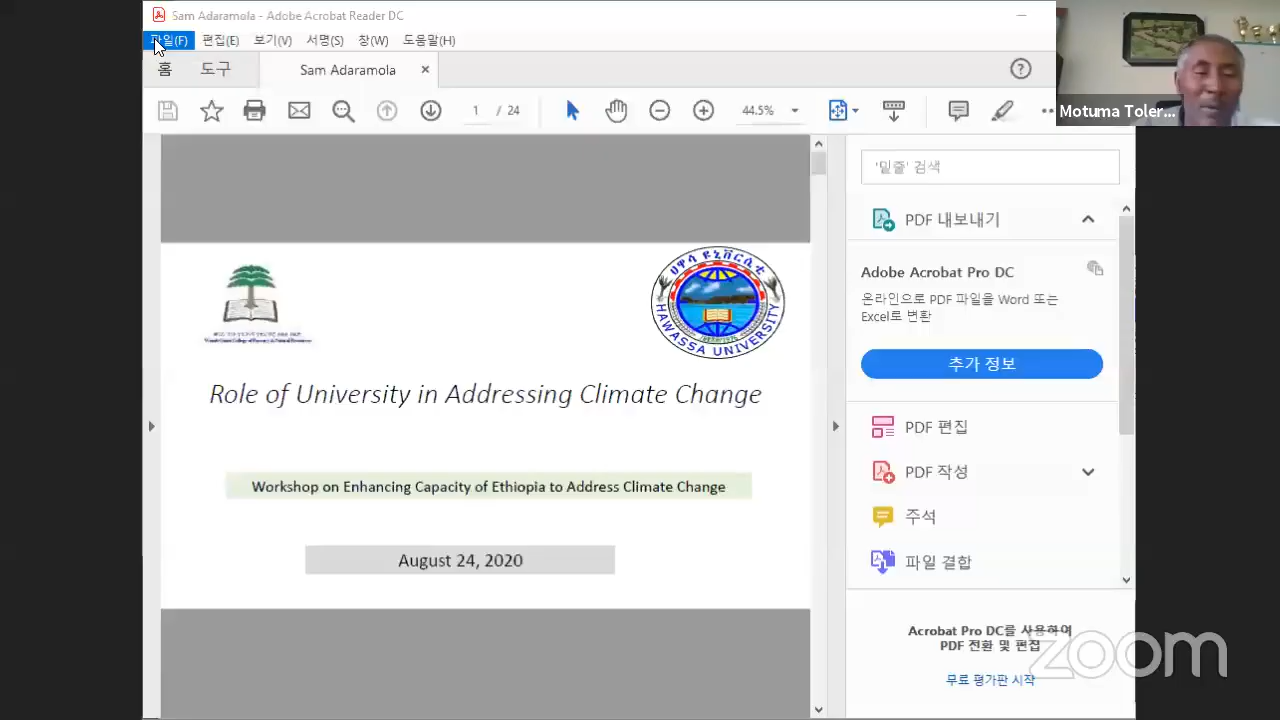 Sam Adaramola - Adobe Acrobat Reader DC
파일(F) 편집(E) 보기(V) 서명(S) 창(W) 도움말(H)
홈 도구 Sam Adaramola ×
1 / 24 44.5%
Motuma Toler...
'밑줄' 검색
PDF 내보내기
Adobe Acrobat Pro DC
온라인으로 PDF 파일을 Word 또는
Excel로 변환
추가 정보
PDF 편집
PDF 작성
주석
파일 결합
Acrobat Pro DC를 사용하여
PDF 전환 및 편집
무료 평가판 시작
ሀዋሳ ዩኒቨርሲቲ
HAWASSA UNIVERSITY
Role of University in Addressing Climate Change
Workshop on Enhancing Capacity of Ethiopia to Address Climate Change
August 24, 2020
zoom